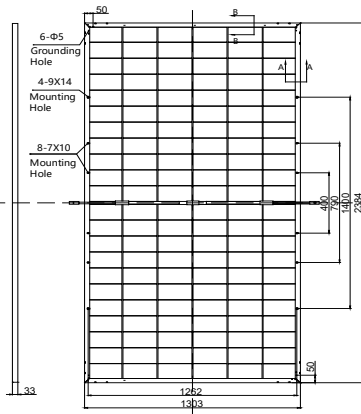 50
B
6-Φ5
Grounding
Hole
B
A
A
4-9X14
Mounting
Hole
8-7X10
Mounting
Hole
400
790
1400
2384
50
33
1262
1303